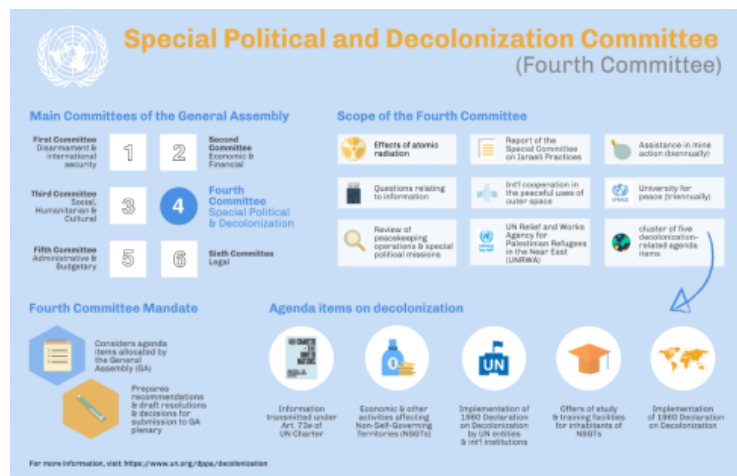 Special Political and Decolonization Committee
(Fourth Committee)
Main Committees of the General Assembly
First Committee
Disarmament &
international
security
1
2
Second
Committee
Economic &
Financial
Third Committee
Social,
Humanitarian &
Cultural
3
4
Fourth
Committee
Special Political
& Decolonization
Fifth Committee
Administrative &
Budgetary
5
6
Sixth Committee
Legal
Scope of the Fourth Committee
Effects of atomic
radiation
Report of the
Special Committee
on Israeli Practices
Assistance in mine
action (biennually)
Questions relating
to information
Int'l cooperation in
the peaceful uses of
outer space
University for
peace (triennually)
Review of
peacekeeping
operations & special
political missions
UN Relief and Works
Agency for
Palestinian Refugees
in the Near East
(UNRWA)
cluster of five
decolonization-
related agenda
items
Fourth Committee Mandate
Considers agenda
items allocated by
the General
Assembly (GA)
Prepares
recommendations
& draft resolutions
& decisions for
submission to GA
plenary
Agenda items on decolonization
UN
Information
transmitted under
Art. 73e of
UN Charter
Economic & other
activities affecting
Non-Self-Governing
Territories (NSGTs)
Implementation of
1960 Declaration
on Decolonization
by UN entities
& int'l institutions
Offers of study
& training facilities
for inhabitants of
NSGTs
Implementation
of 1960 Declaration
on Decolonization
For more information, visit https://www.un.org/dppa/decolonization